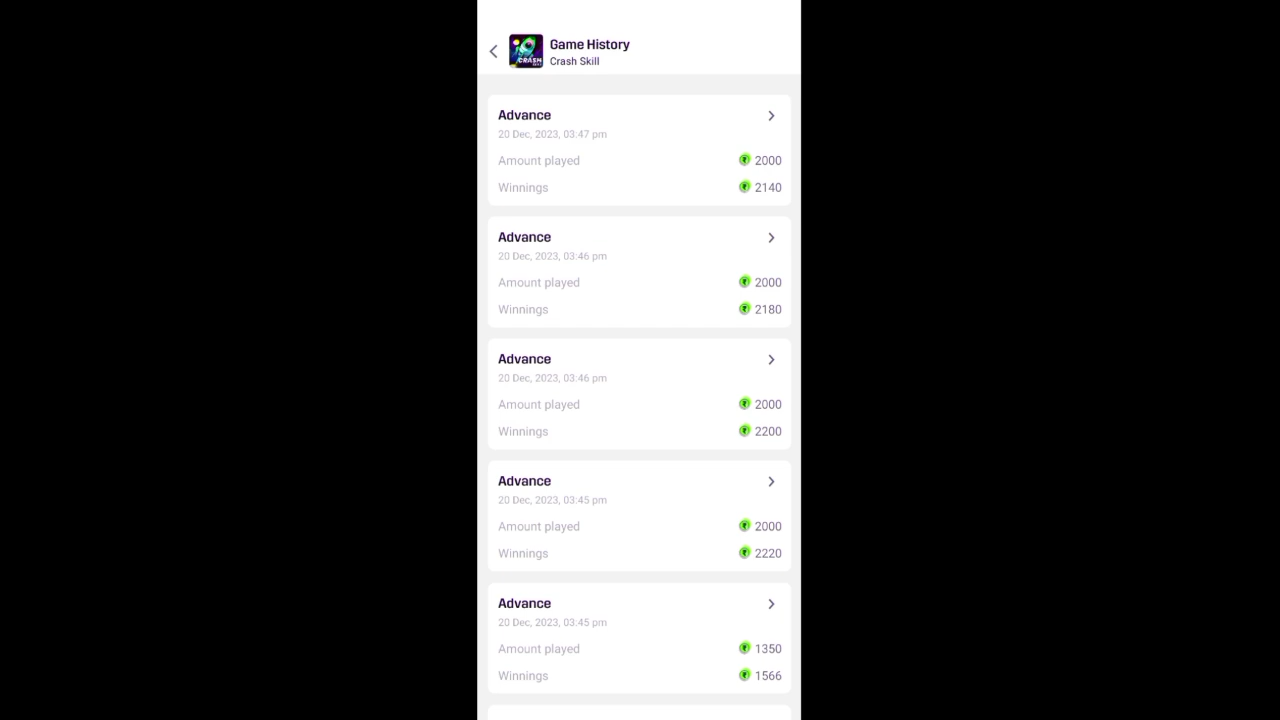 Game History
Crash Skill
CRASH
Advance
20 Dec, 2023, 03:47 pm
Amount played ₹ 2000
Winnings ₹ 2140
Advance
20 Dec, 2023, 03:46 pm
Amount played ₹ 2000
Winnings ₹ 2180
Advance
20 Dec, 2023, 03:46 pm
Amount played ₹ 2000
Winnings ₹ 2200
Advance
20 Dec, 2023, 03:45 pm
Amount played ₹ 2000
Winnings ₹ 2220
Advance
20 Dec, 2023, 03:45 pm
Amount played ₹ 1350
Winnings ₹ 1566